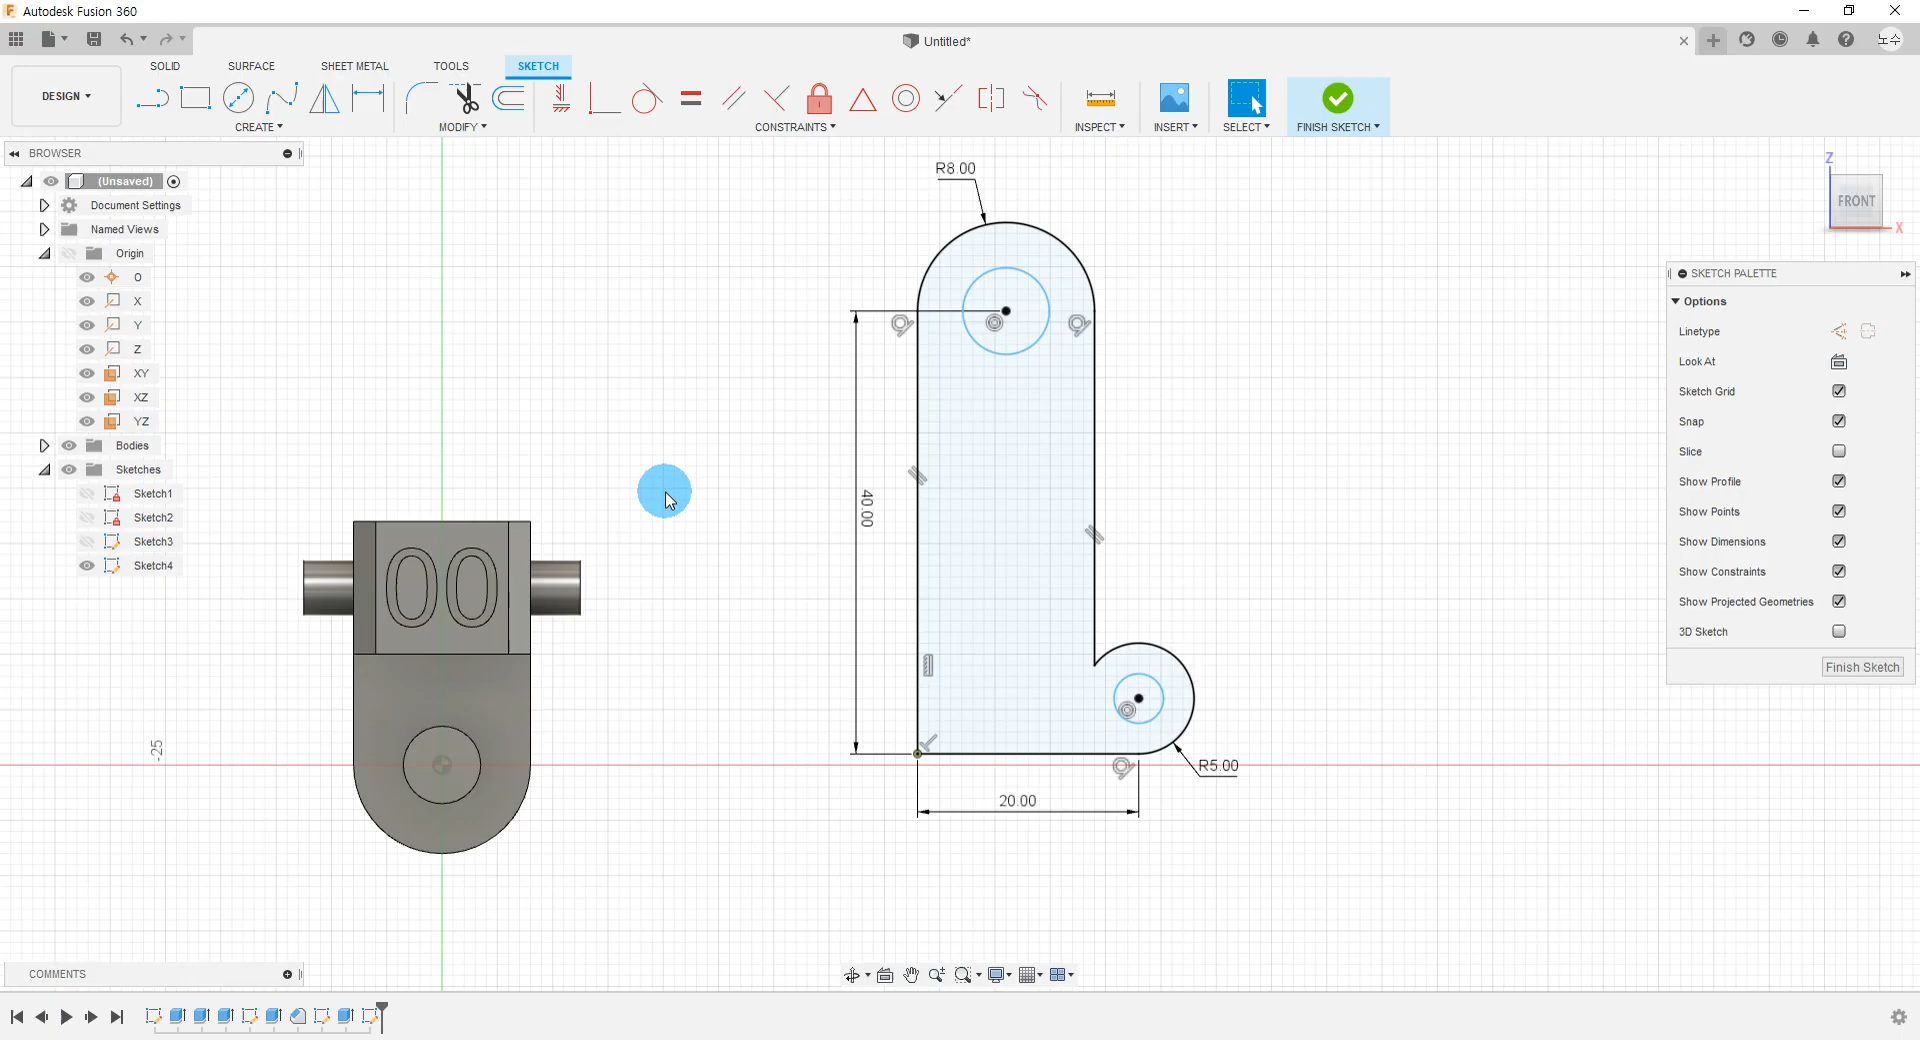 Autodesk Fusion 360
Untitled*
노수
SOLID
SURFACE
SHEET METAL
TOOLS
SKETCH
DESIGN
CREATE
MODIFY
CONSTRAINTS
INSPECT
INSERT
SELECT
FINISH SKETCH
BROWSER
(Unsaved)
Document Settings
Named Views
Origin
O
X
Y
Z
XY
XZ
YZ
Bodies
Sketches
Sketch1
Sketch2
Sketch3
Sketch4
-25
00
R8.00
40.00
R5.00
20.00
Z
FRONT
X
SKETCH PALETTE
Options
Linetype
Look At
Sketch Grid
Snap
Slice
Show Profile
Show Points
Show Dimensions
Show Constraints
Show Projected Geometries
3D Sketch
Finish Sketch
COMMENTS